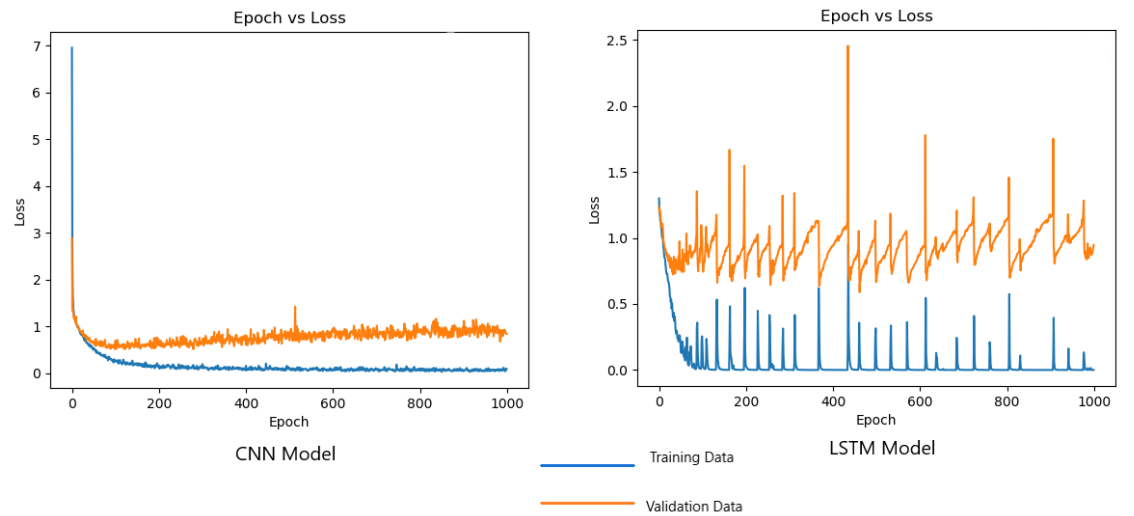 Epoch vs Loss
7
6
5
4
3
2
1
0
Loss
0
200
400
600
800
1000
Epoch
CNN Model
Epoch vs Loss
2.5
2.0
1.5
1.0
0.5
0.0
Loss
0
200
400
600
800
1000
Epoch
LSTM Model
Training Data
Validation Data